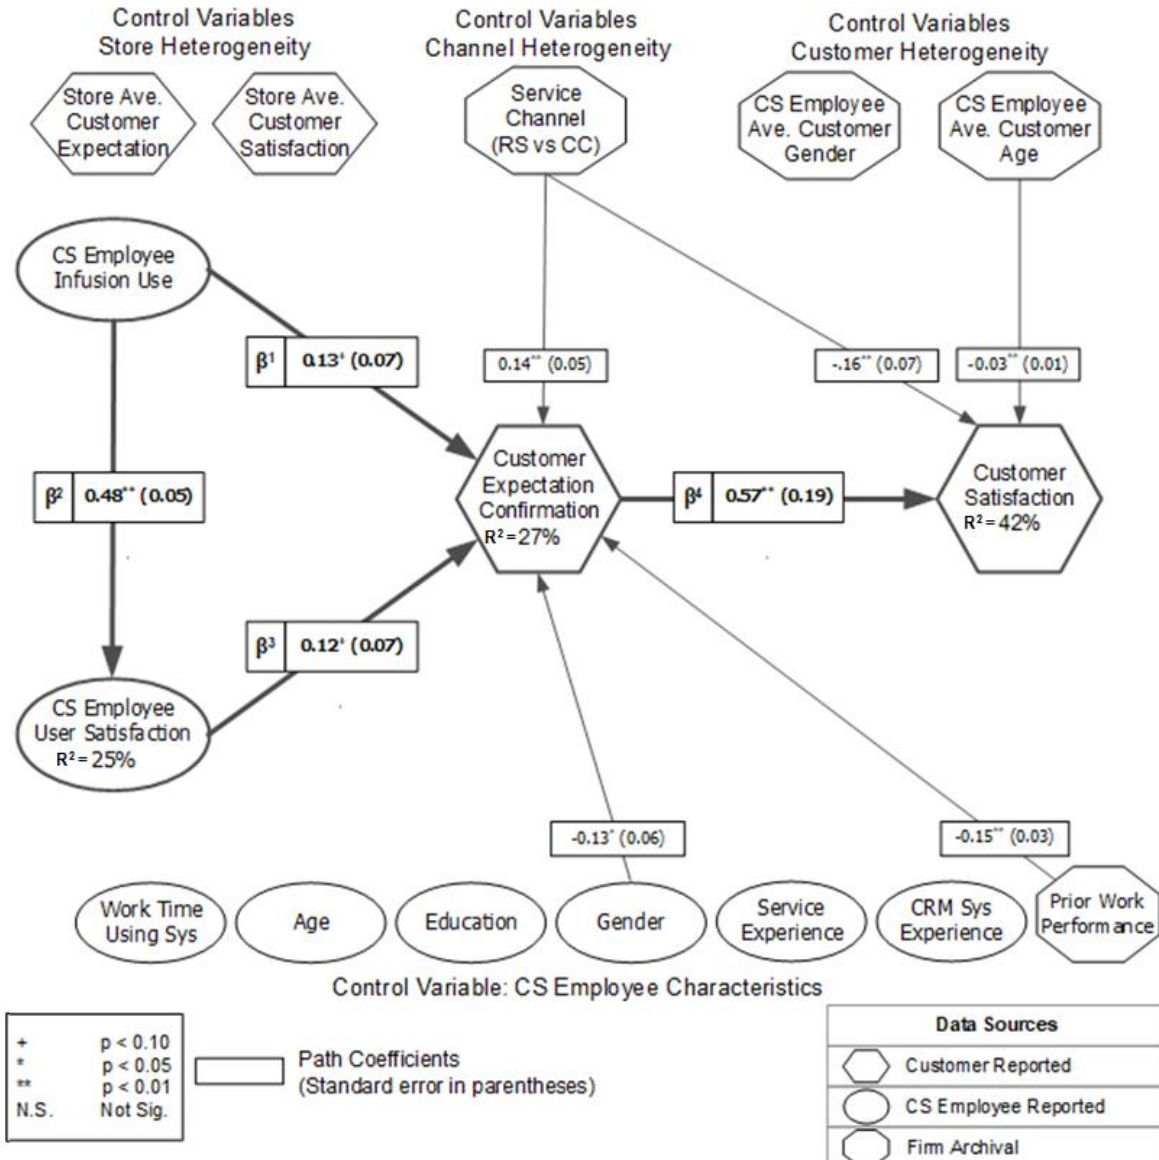 Control Variables
Store Heterogeneity
Control Variables
Channel Heterogeneity
Control Variables
Customer Heterogeneity
Store Ave.
Customer
Expectation
Store Ave.
Customer
Satisfaction
Service
Channel
(RS vs CC)
CS Employee
Ave. Customer
Gender
CS Employee
Ave. Customer
Age
CS Employee
Infusion Use
β¹ 0.13⁺ (0.07)
0.14** (0.05)
-.16** (0.07)
-0.03** (0.01)
β² 0.48** (0.05)
Customer
Expectation
Confirmation
R² = 27%
β⁴ 0.57** (0.19)
Customer
Satisfaction
R² = 42%
β³ 0.12⁺ (0.07)
CS Employee
User Satisfaction
R² = 25%
-0.13* (0.06)
-0.15** (0.03)
Work Time
Using Sys
Age
Education
Gender
Service
Experience
CRM Sys
Experience
Prior Work
Performance
Control Variable: CS Employee Characteristics
+ p < 0.10
* p < 0.05
** p < 0.01
N.S. Not Sig.
Path Coefficients
(Standard error in parentheses)
Data Sources
Customer Reported
CS Employee Reported
Firm Archival